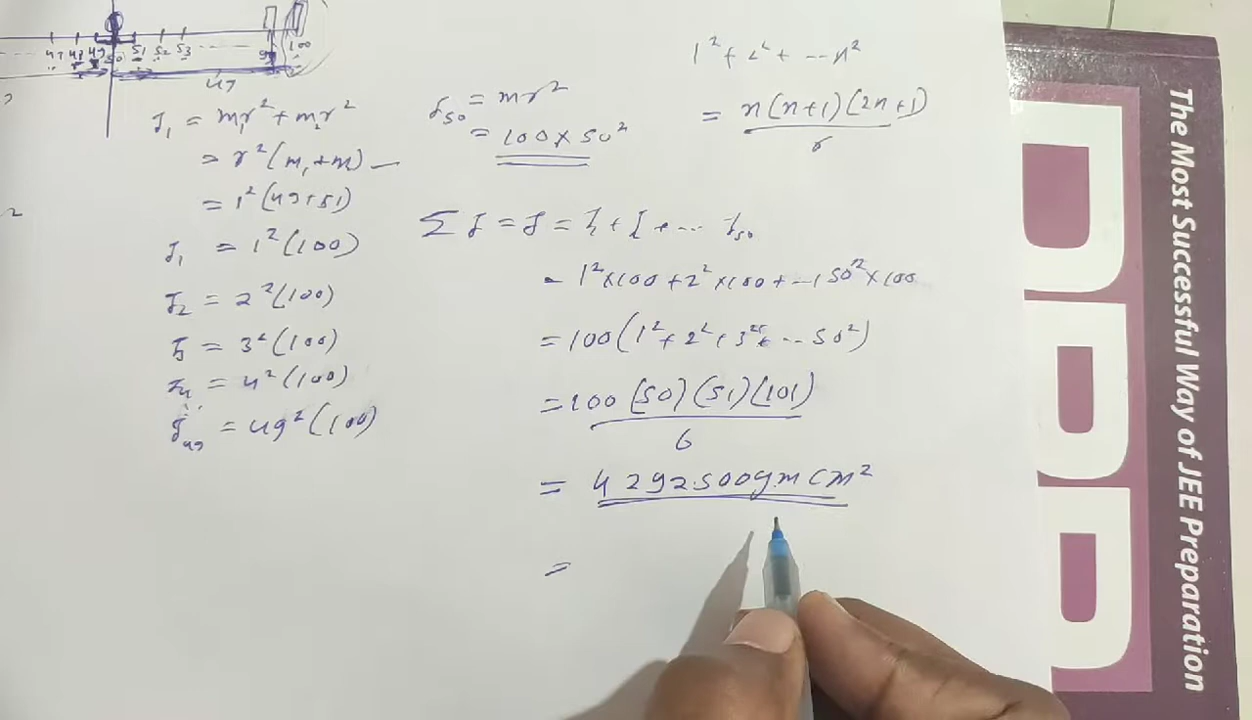 47 48 49 50 51 52 53 99 100
49
I₁ = m₁r² + m₂r²
= r²(m₁+m₂)
= 1²(49+51)
I₁ = 1²(100)
I₂ = 2²(100)
I₃ = 3²(100)
I₄ = 4²(100)
I₄₉ = 49²(100)
I₅₀ = mr²
= 100×50²
1² + 2² + --- n²
= n(n+1)(2n+1)
6
Σ I = I = I₁ + I₂ + --- I₅₀
= 1²×100 + 2²×100 + --- 50²×100
= 100(1² + 2² + 3² + --- 50²)
= 100 (50)(51)(101)
6
= 4292500gm cm²
=
The Most Successful Way of JEE Preparation
DPP